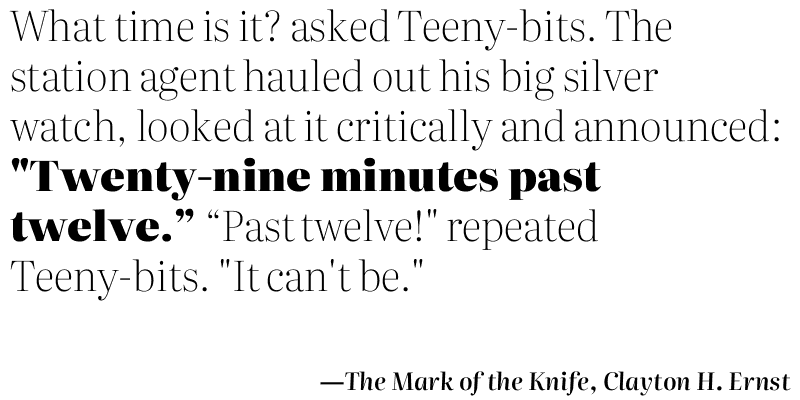 What time is it? asked Teeny-bits. The
station agent hauled out his big silver
watch, looked at it critically and announced:
"Twenty-nine minutes past
twelve.” “Past twelve!" repeated
Teeny-bits. "It can't be."
—The Mark of the Knife, Clayton H. Ernst